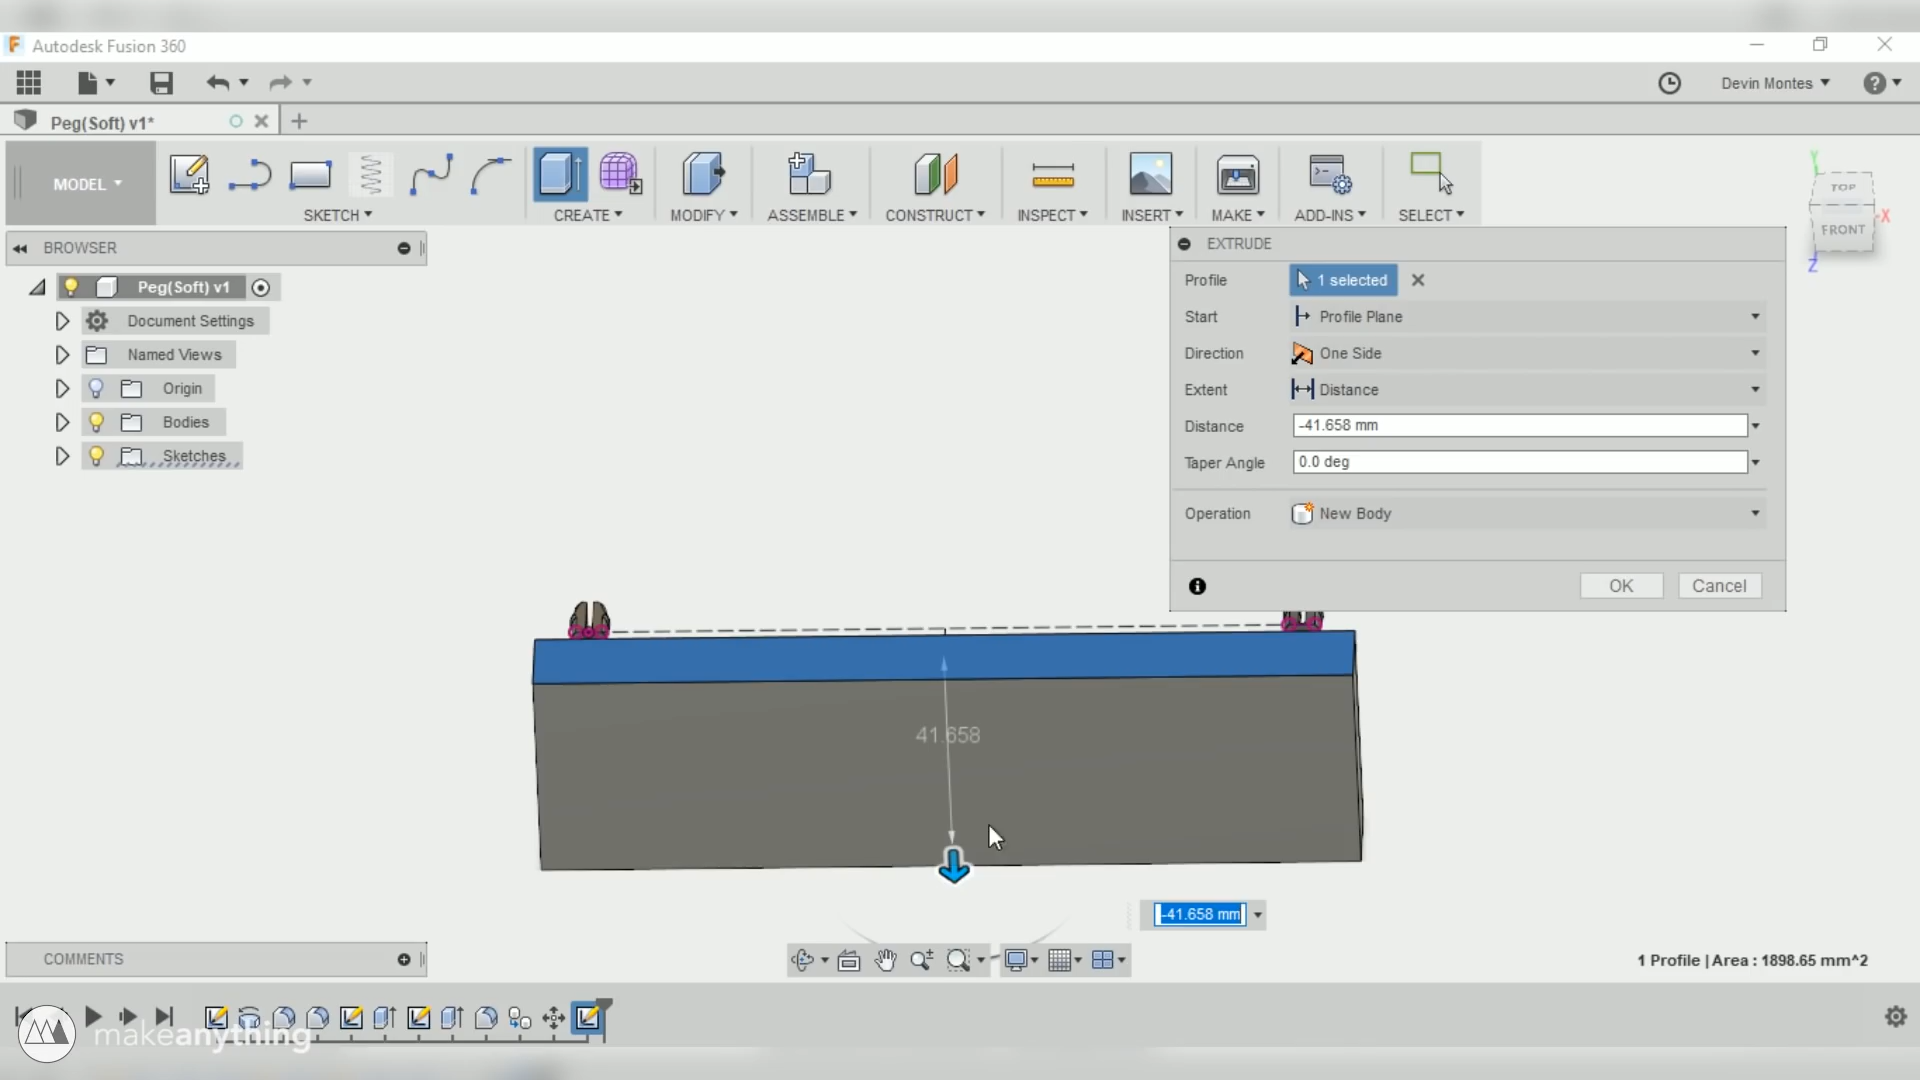 Autodesk Fusion 360
Devin Montes
Peg(Soft) v1*
MODEL
SKETCH
CREATE
MODIFY
ASSEMBLE
CONSTRUCT
INSPECT
INSERT
MAKE
ADD-INS
SELECT
TOP
FRONT
Y
X
Z
BROWSER
Peg(Soft) v1
Document Settings
Named Views
Origin
Bodies
Sketches
EXTRUDE
Profile 1 selected
Start Profile Plane
Direction One Side
Extent Distance
Distance -41.658 mm
Taper Angle 0.0 deg
Operation New Body
OK Cancel
41.658
-41.658 mm
COMMENTS
1 Profile | Area : 1898.65 mm^2
makeanything